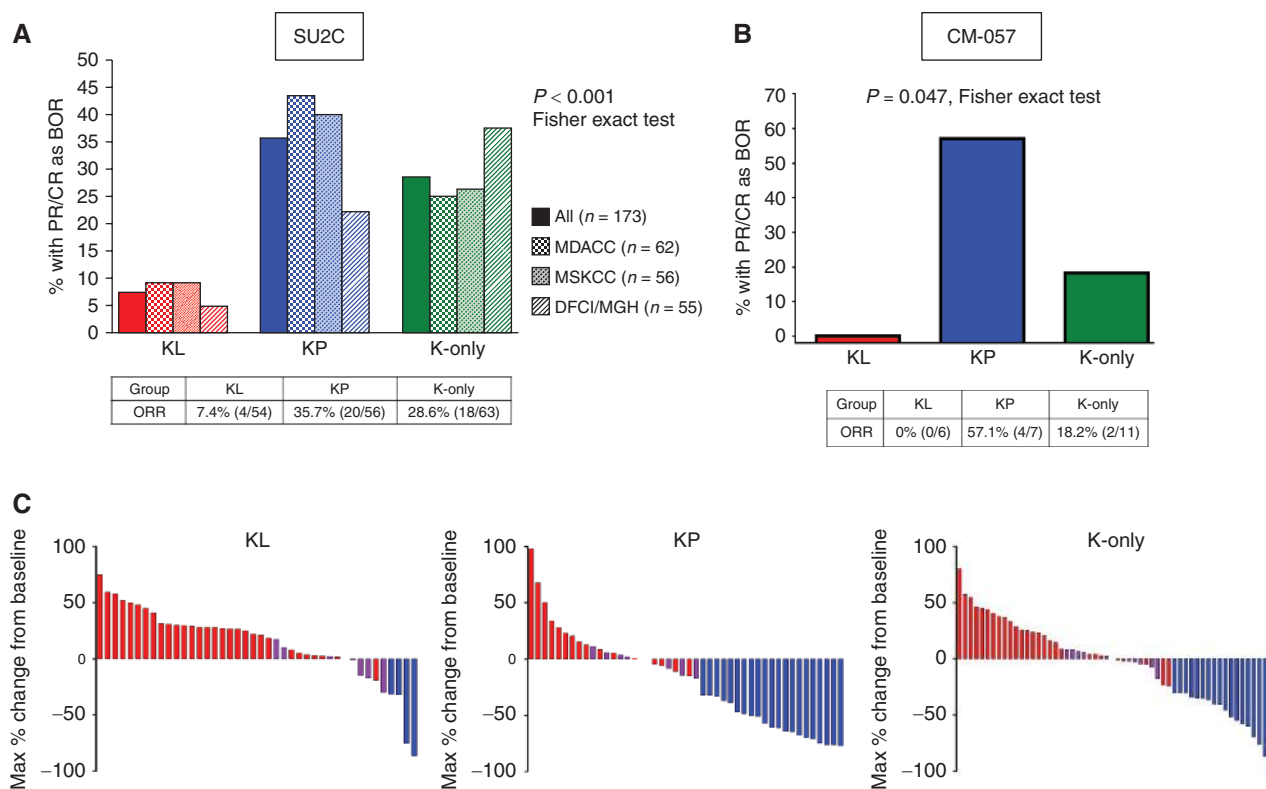 A
SU2C
% with PR/CR as BOR
50
45
40
35
30
25
20
15
10
5
0
KL
KP
K-only
P < 0.001
Fisher exact test
All (n = 173)
MDACC (n = 62)
MSKCC (n = 56)
DFCI/MGH (n = 55)
Group KL KP K-only
ORR 7.4% (4/54) 35.7% (20/56) 28.6% (18/63)
B
CM-057
P = 0.047, Fisher exact test
% with PR/CR as BOR
70
60
50
40
30
20
10
0
KL
KP
K-only
Group KL KP K-only
ORR 0% (0/6) 57.1% (4/7) 18.2% (2/11)
C
KL
Max % change from baseline
100
50
0
−50
−100
KP
Max % change from baseline
100
50
0
−50
−100
K-only
Max % change from baseline
100
50
0
−50
−100